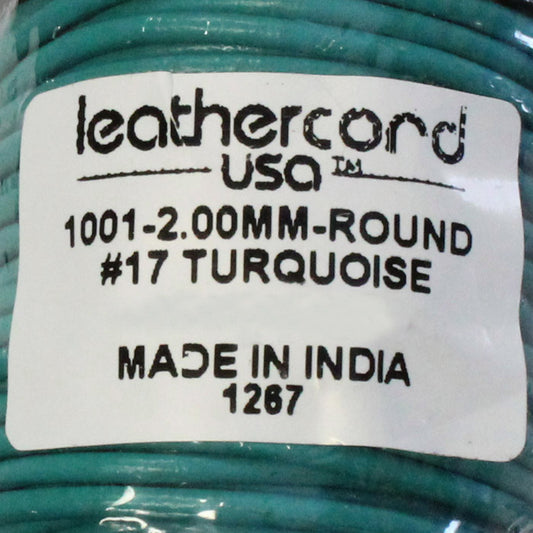 leathercord
usa™
1001-2.00MM-ROUND
#17 TURQUOISE
MADE IN INDIA
1267